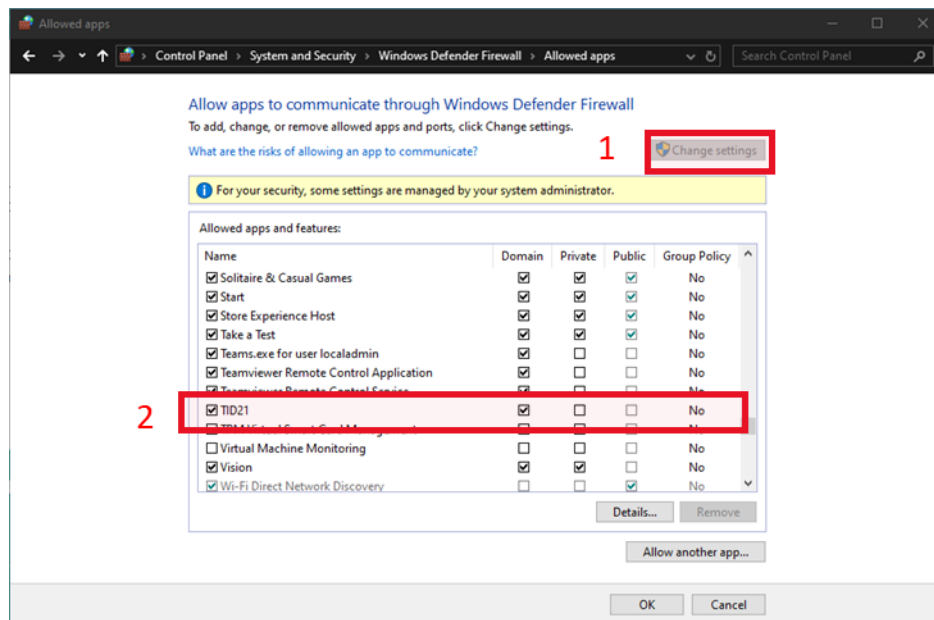 Allowed apps
Control Panel > System and Security > Windows Defender Firewall > Allowed apps
Search Control Panel
Allow apps to communicate through Windows Defender Firewall
To add, change, or remove allowed apps and ports, click Change settings.
What are the risks of allowing an app to communicate?
1
Change settings
For your security, some settings are managed by your system administrator.
Allowed apps and features:
Name Domain Private Public Group Policy
Solitaire & Casual Games No
Start No
Store Experience Host No
Take a Test No
Teams.exe for user localadmin No
Teamviewer Remote Control Application No
Teamviewer Remote Control Service No
2
TID21 No
Virtual Machine Monitoring No
Vision No
Wi-Fi Direct Network Discovery No
Details... Remove
Allow another app...
OK Cancel